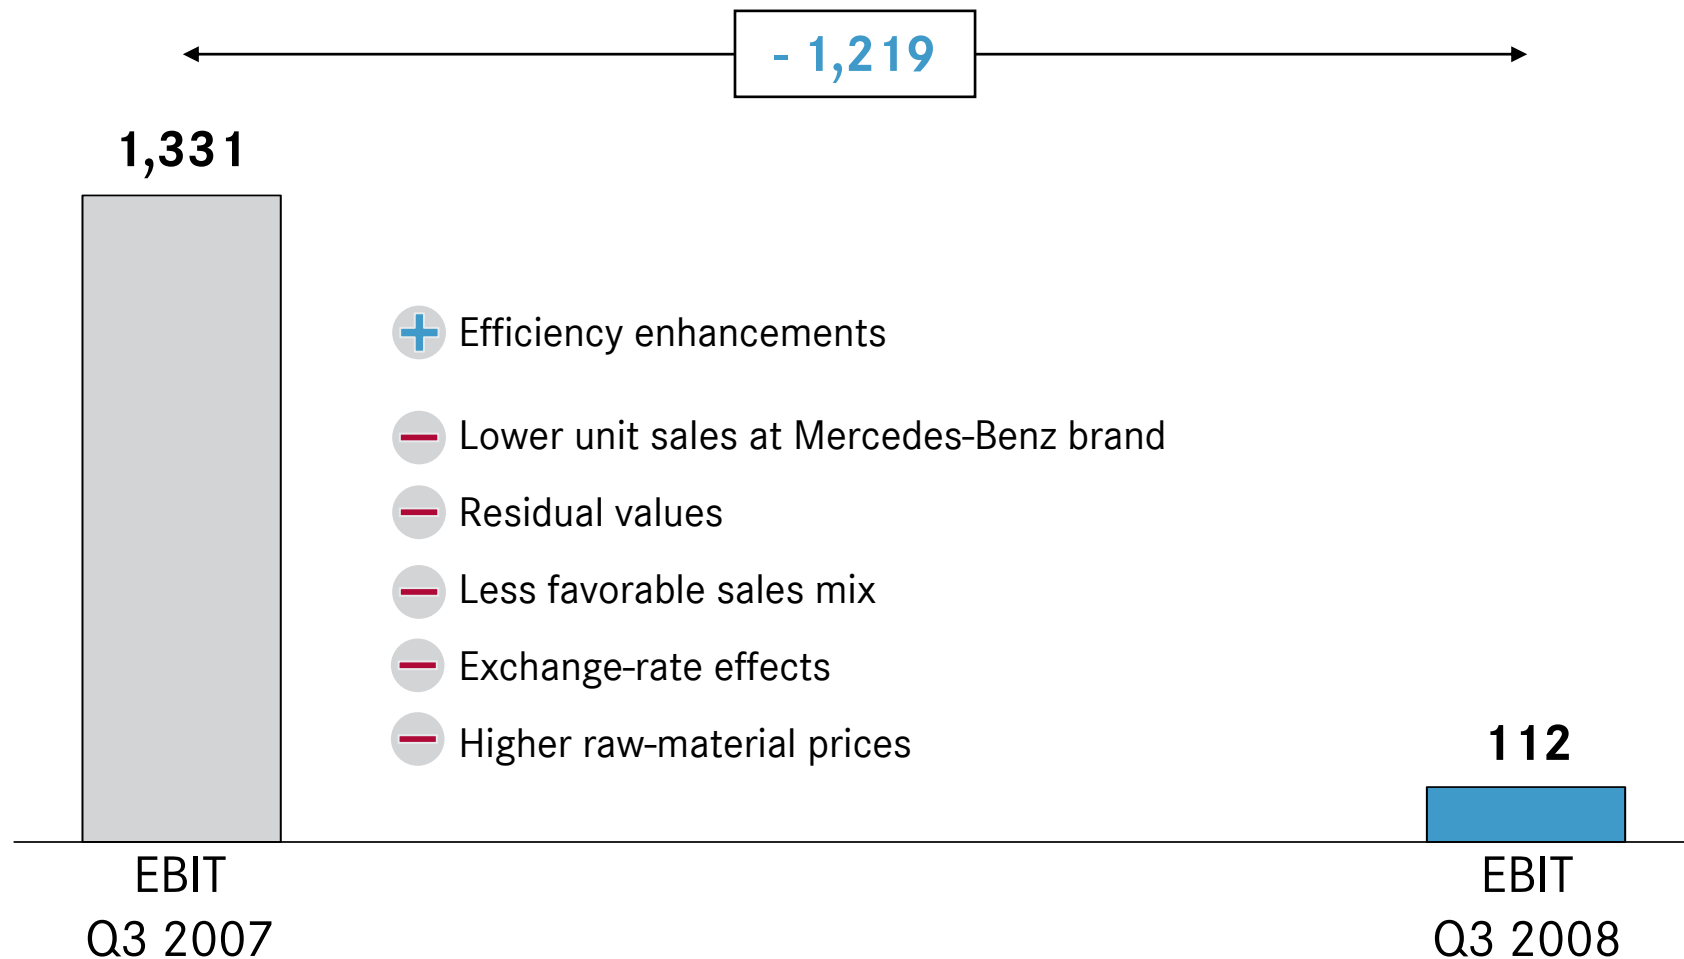 - 1,219
1,331
Efficiency enhancements
Lower unit sales at Mercedes-Benz brand
Residual values
Less favorable sales mix
Exchange-rate effects
Higher raw-material prices
112
EBIT
Q3 2007
EBIT
Q3 2008